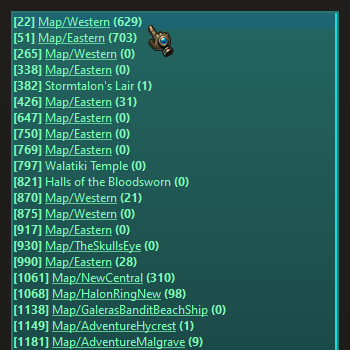 [22] Map/Western (629)
[51] Map/Eastern (703)
[265] Map/Western (0)
[338] Map/Eastern (0)
[382] Stormtalon's Lair (1)
[426] Map/Eastern (31)
[647] Map/Eastern (0)
[750] Map/Eastern (0)
[769] Map/Eastern (0)
[797] Walatiki Temple (0)
[821] Halls of the Bloodsworn (0)
[870] Map/Western (21)
[875] Map/Western (0)
[917] Map/Eastern (0)
[930] Map/TheSkullsEye (0)
[990] Map/Eastern (28)
[1061] Map/NewCentral (310)
[1068] Map/HalonRingNew (98)
[1138] Map/GalerasBanditBeachShip (0)
[1149] Map/AdventureHycrest (1)
[1181] Map/AdventureMalgrave (9)